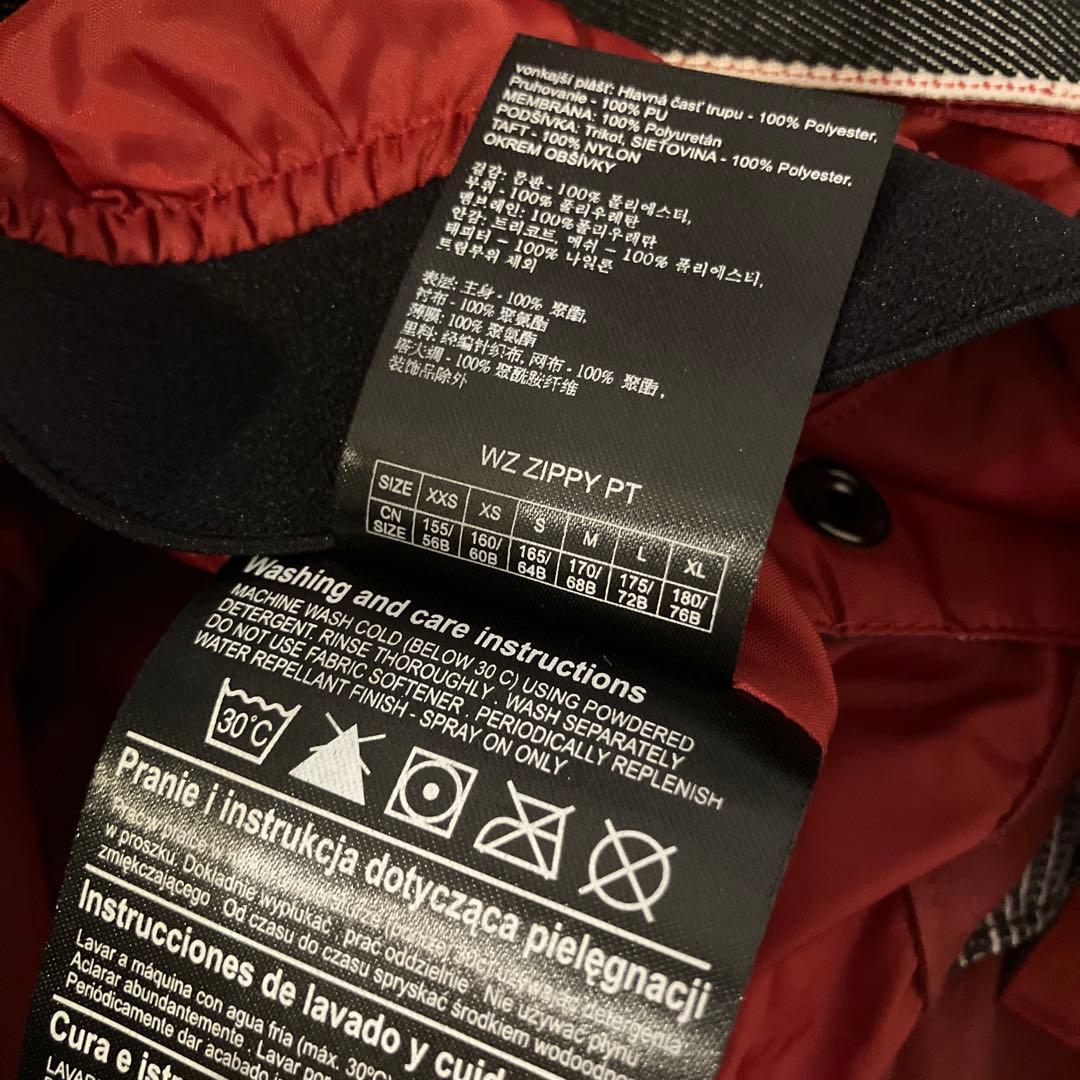 vonkejší plášť: Hlavná časť trupu - 100% Polyester,
Pruhovanie - 100% PU
MEMBRÁNA: 100% Polyuretán
PODŠÍVKA: Trikot, SIEŤOVINA - 100% Polyester,
TAFT - 100% NYLON
OKREM OBŠÍVKY
겉감: 몸판 - 100% 폴리에스터,
부위 - 100% 폴리우레탄
멤브레인: 100% 폴리우레탄
안감: 트리코트, 메쉬 - 100% 폴리에스터,
태피터 - 100% 나일론
트림부위 제외
表层: 主身 - 100% 聚酯,
衬布 - 100% 聚氨酯
薄膜: 100% 聚氨酯
里料: 经编针织布, 网布 - 100% 聚酯,
塔夫绸 - 100% 聚酰胺纤维
装饰品除外
WZ ZIPPY PT
SIZE XXS XS S M L XL
CN SIZE 155/56B 160/60B 165/64B 170/68B 175/72B 180/76B
Washing and care instructions
MACHINE WASH COLD (BELOW 30 C) USING POWDERED
DETERGENT. RINSE THOROUGHLY . WASH SEPARATELY
DO NOT USE FABRIC SOFTENER . PERIODICALLY REPLENISH
WATER REPELLANT FINISH - SPRAY ON ONLY
30°C
Pranie i instrukcja dotycząca pielęgnacji
w proszku. Dokładnie wypłukać . prać oddzielnie . Nie używać płynu
zmiękczającego . Od czasu do czasu spryskać środkiem wodoodpo
Instrucciones de lavado y cuid
Lavar a máquina con agua fría (máx. 30°C)
Aclarar abundantemente . Lavar por
Periódicamente dar acabado
Cura e ist
LAVAR